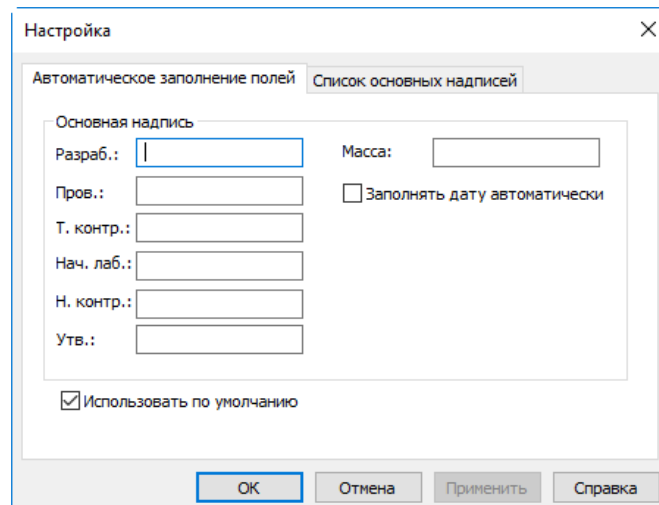 Настройка
Автоматическое заполнение полей Список основных надписей
Основная надпись
Разраб.: Масса:
Пров.: Заполнять дату автоматически
Т. контр.:
Нач. лаб.:
Н. контр.:
Утв.:
Использовать по умолчанию
ОК Отмена Применить Справка